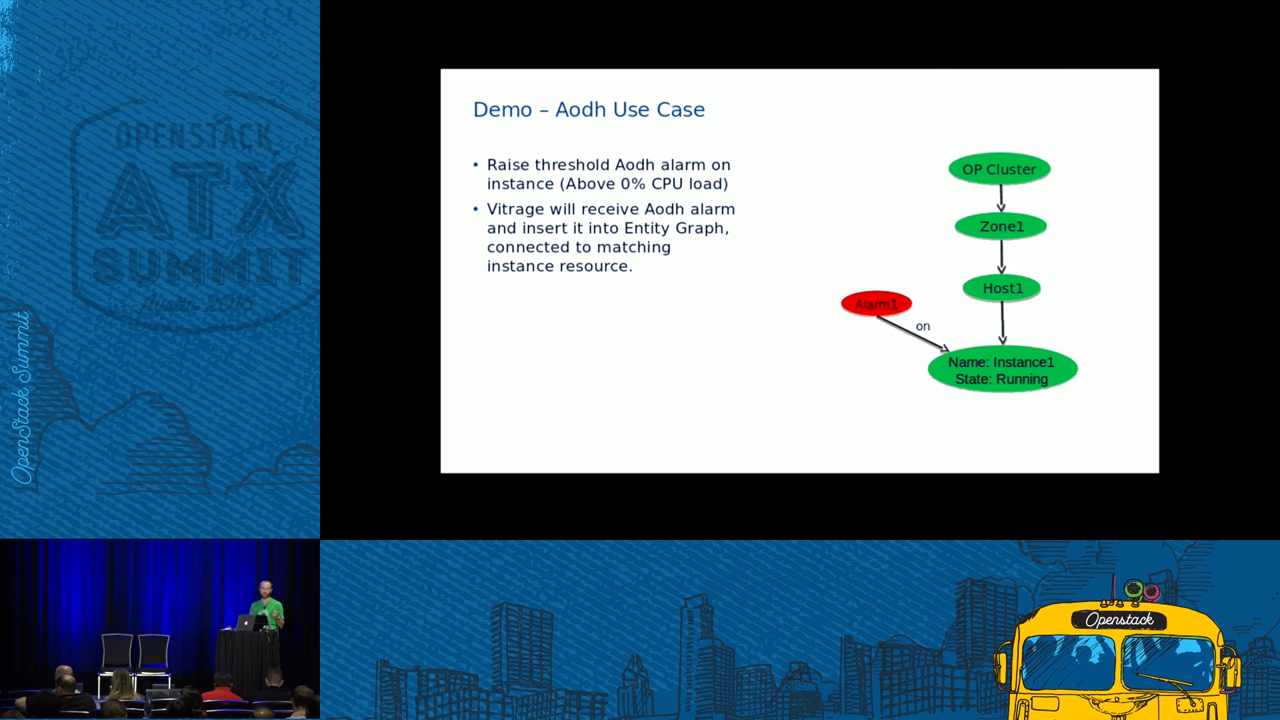 OPENSTACK
ATX
SUMMIT
OpenStack Summit
Demo – Aodh Use Case
• Raise threshold Aodh alarm on
instance (Above 0% CPU load)
• Vitrage will receive Aodh alarm
and insert it into Entity Graph,
connected to matching
instance resource.
OP Cluster
Zone1
Host1
Alarm1
on
Name: Instance1
State: Running
Openstack